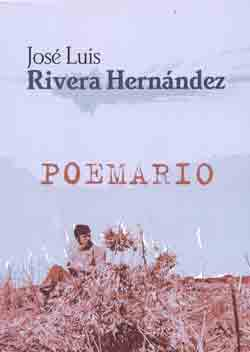 José Luis
Rivera Hernández
POEMARIO